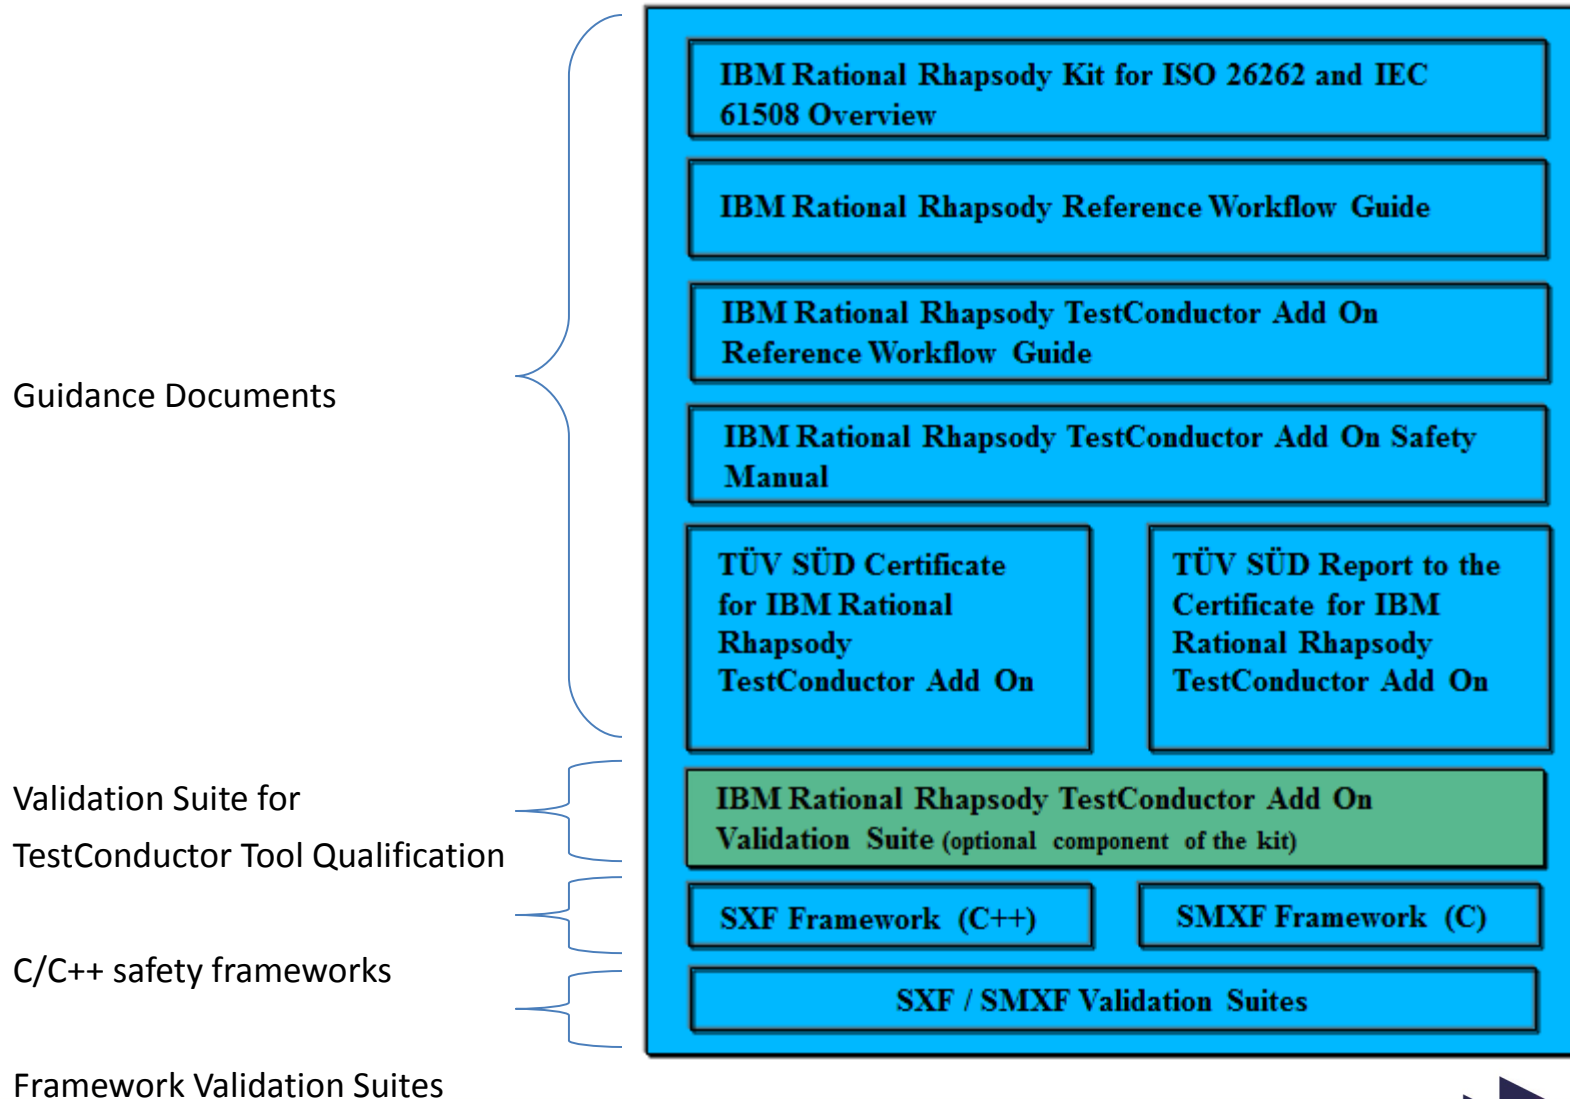 IBM Rational Rhapsody Kit for ISO 26262 and IEC
61508 Overview
IBM Rational Rhapsody Reference Workflow Guide
IBM Rational Rhapsody TestConductor Add On
Reference Workflow Guide
Guidance Documents
IBM Rational Rhapsody TestConductor Add On Safety
Manual
TÜV SÜD Certificate
for IBM Rational
Rhapsody
TestConductor Add On
TÜV SÜD Report to the
Certificate for IBM
Rational Rhapsody
TestConductor Add On
Validation Suite for
TestConductor Tool Qualification
IBM Rational Rhapsody TestConductor Add On
Validation Suite (optional component of the kit)
C/C++ safety frameworks
SXF Framework (C++)
SMXF Framework (C)
Framework Validation Suites
SXF / SMXF Validation Suites